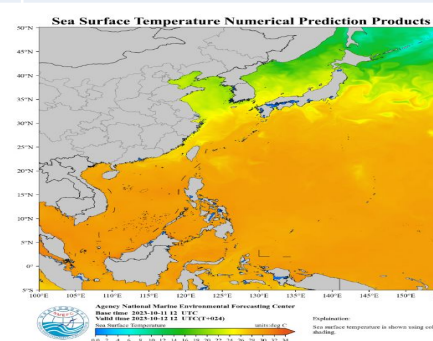 Sea Surface Temperature Numerical Prediction Products
50°N
45°N
40°N
35°N
30°N
25°N
20°N
15°N
10°N
5°N
0°
5°S
100°E 105°E 110°E 115°E 120°E 125°E 130°E 135°E 140°E 145°E 150°E
Agency National Marine Environmental Forecasting Center
Base time 2023-10-11 12 UTC
Valid time 2023-10-12 12 UTC(T+024)
Sea Surface Temperature units:deg C
Explaination:
Sea surface temperature is shown using col
shading.